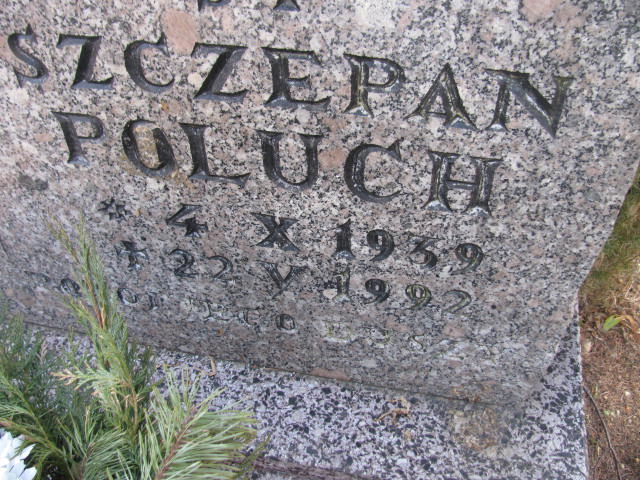 SZCZEPAN
POLUCH
* 4 X 1939
+ 22 V 1992